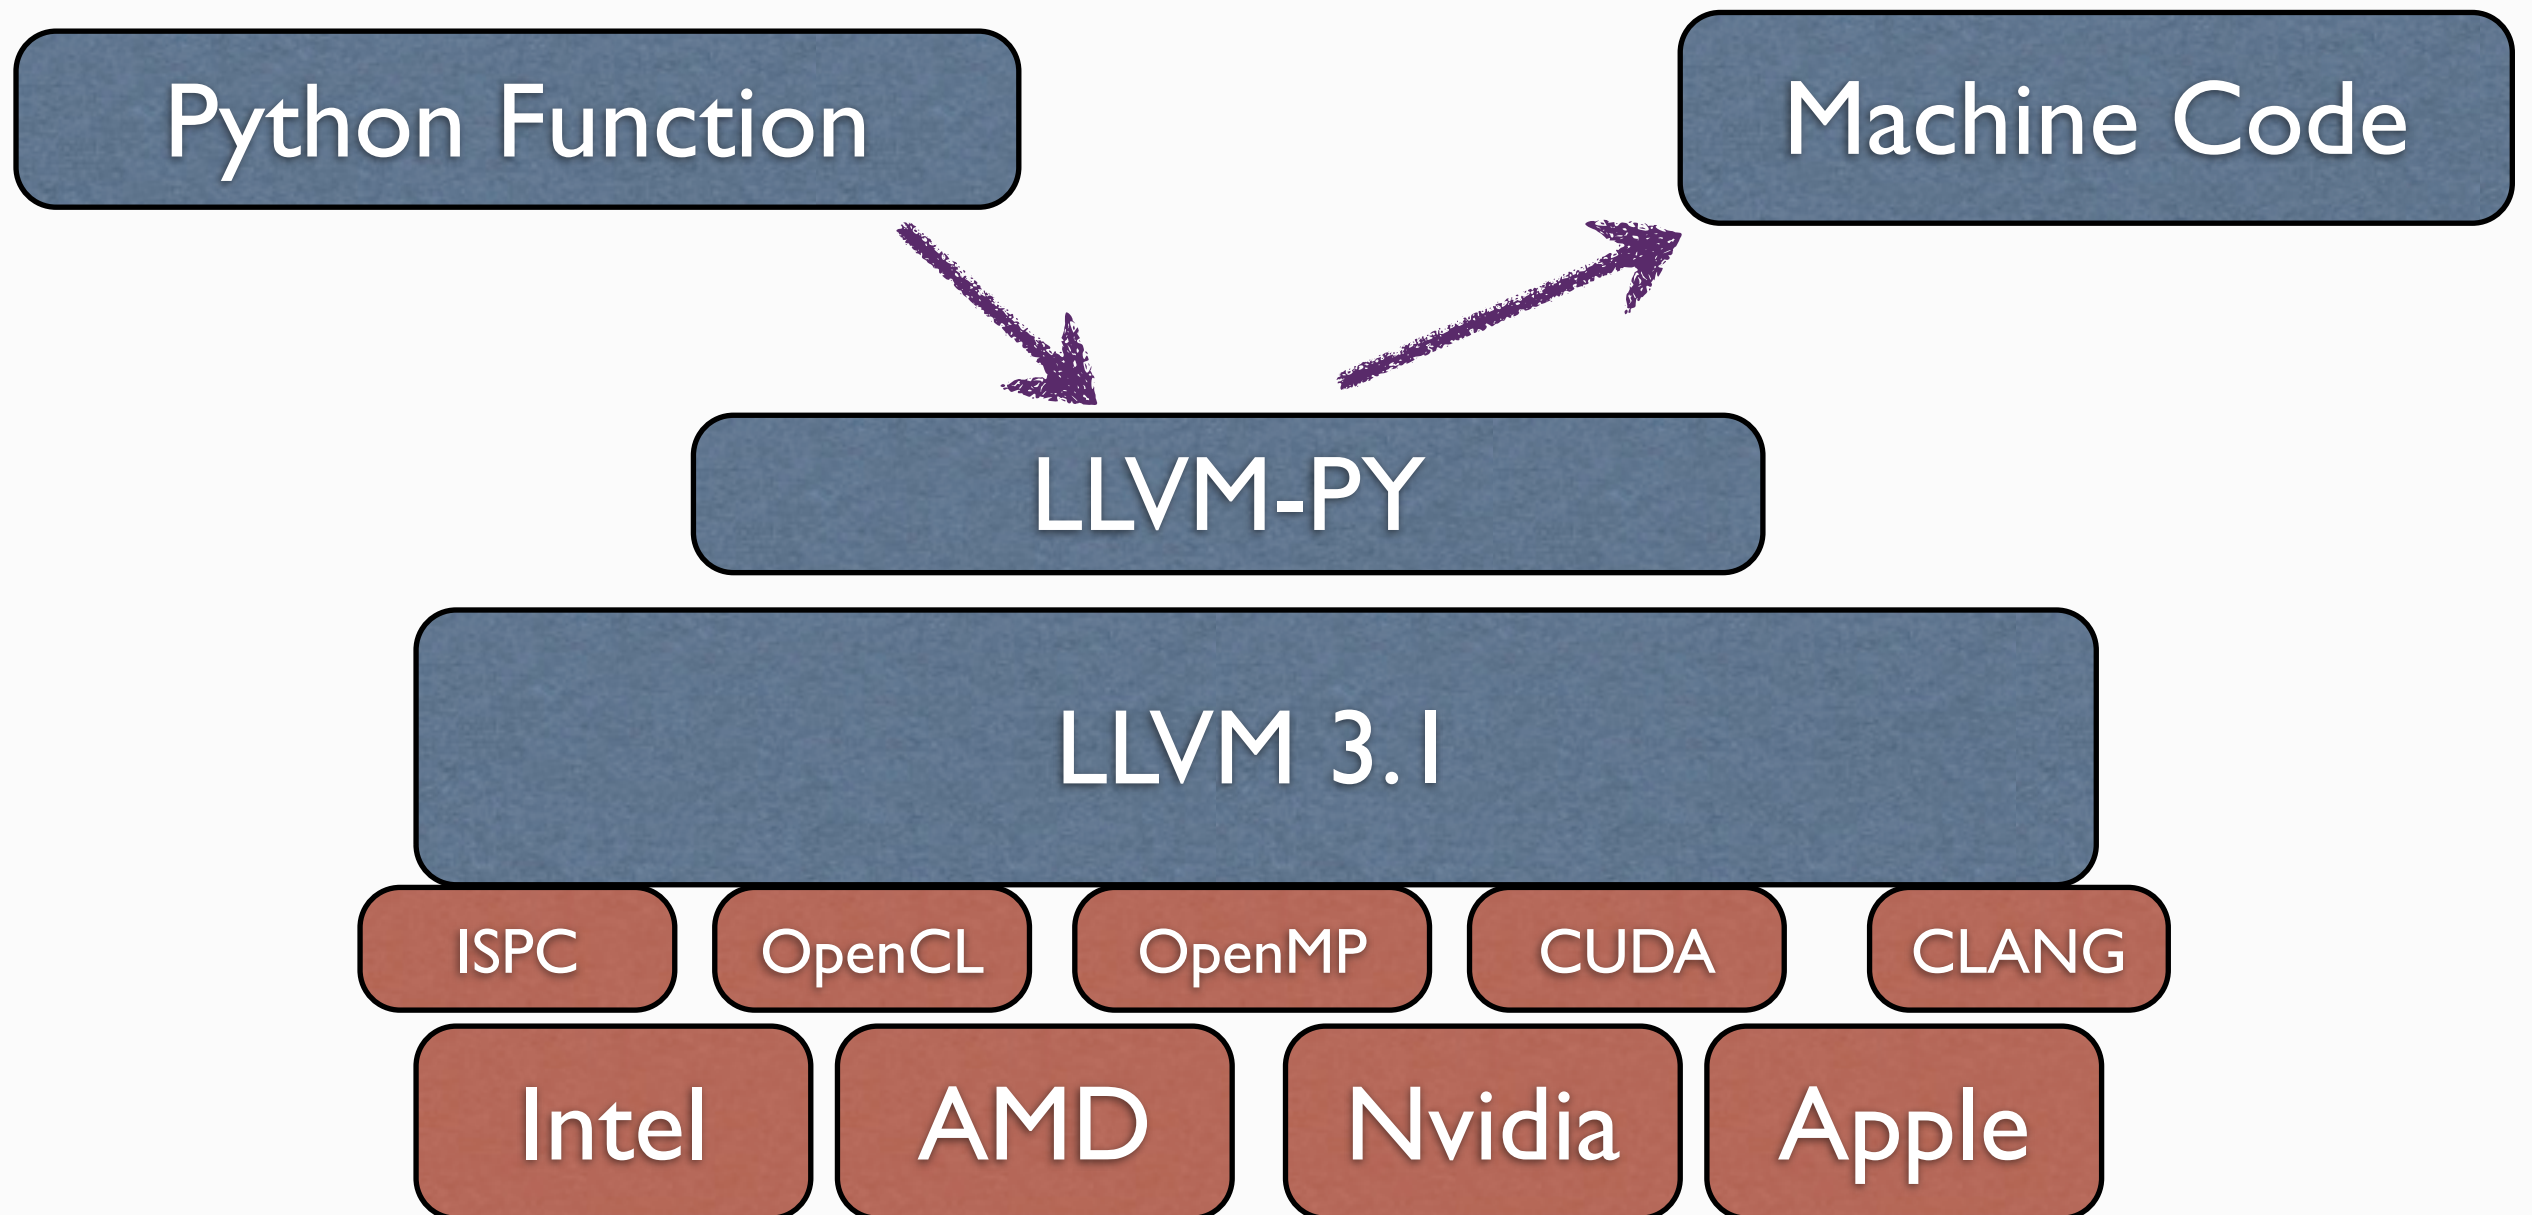 Python Function
Machine Code
LLVM-PY
LLVM 3.1
ISPC
OpenCL
OpenMP
CUDA
CLANG
Intel
AMD
Nvidia
Apple